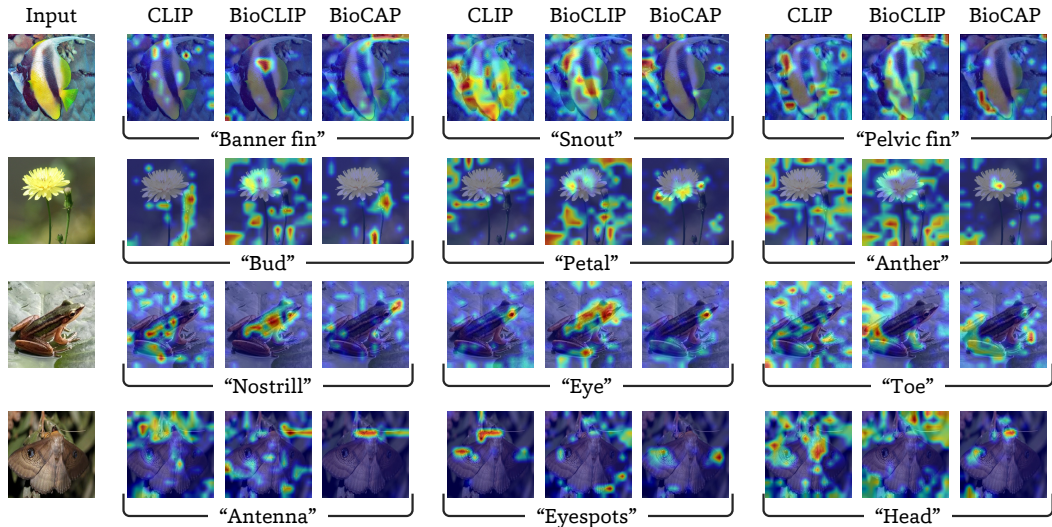 Input CLIP BioCLIP BioCAP CLIP BioCLIP BioCAP CLIP BioCLIP BioCAP
“Banner fin” “Snout” “Pelvic fin”
“Bud” “Petal” “Anther”
“Nostrill” “Eye” “Toe”
“Antenna” “Eyespots” “Head”